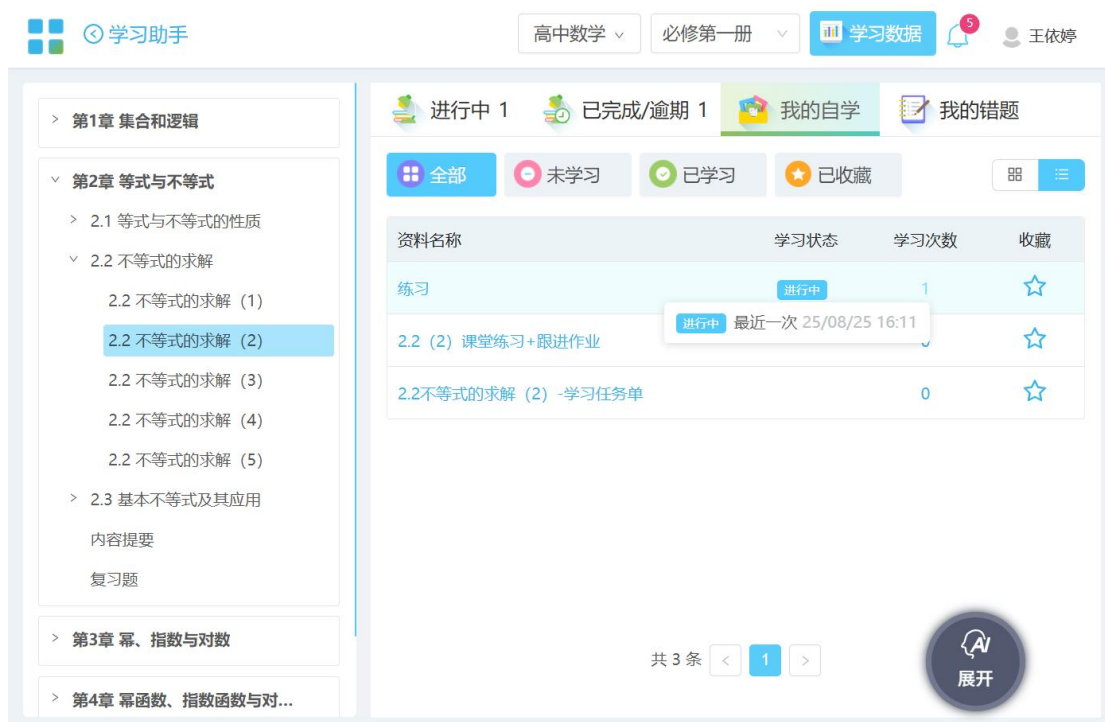 学习助手
高中数学
必修第一册
学习数据
5
王依婷
第1章 集合和逻辑
第2章 等式与不等式
2.1 等式与不等式的性质
2.2 不等式的求解
2.2 不等式的求解（1）
2.2 不等式的求解（2）
2.2 不等式的求解（3）
2.2 不等式的求解（4）
2.2 不等式的求解（5）
2.3 基本不等式及其应用
内容提要
复习题
第3章 幂、指数与对数
第4章 幂函数、指数函数与对...
进行中 1
已完成/逾期 1
我的自学
我的错题
全部
未学习
已学习
已收藏
资料名称 学习状态 学习次数 收藏
练习 进行中 1
进行中 最近一次 25/08/25 16:11
2.2（2）课堂练习+跟进作业
2.2不等式的求解（2）-学习任务单 0
共 3 条 < 1 >
AI
展开